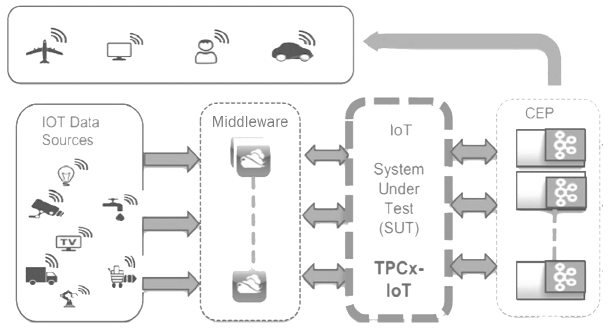 IOT Data
Sources
TV
Middleware
IoT
System
Under
Test
(SUT)
TPCx-
IoT
CEP